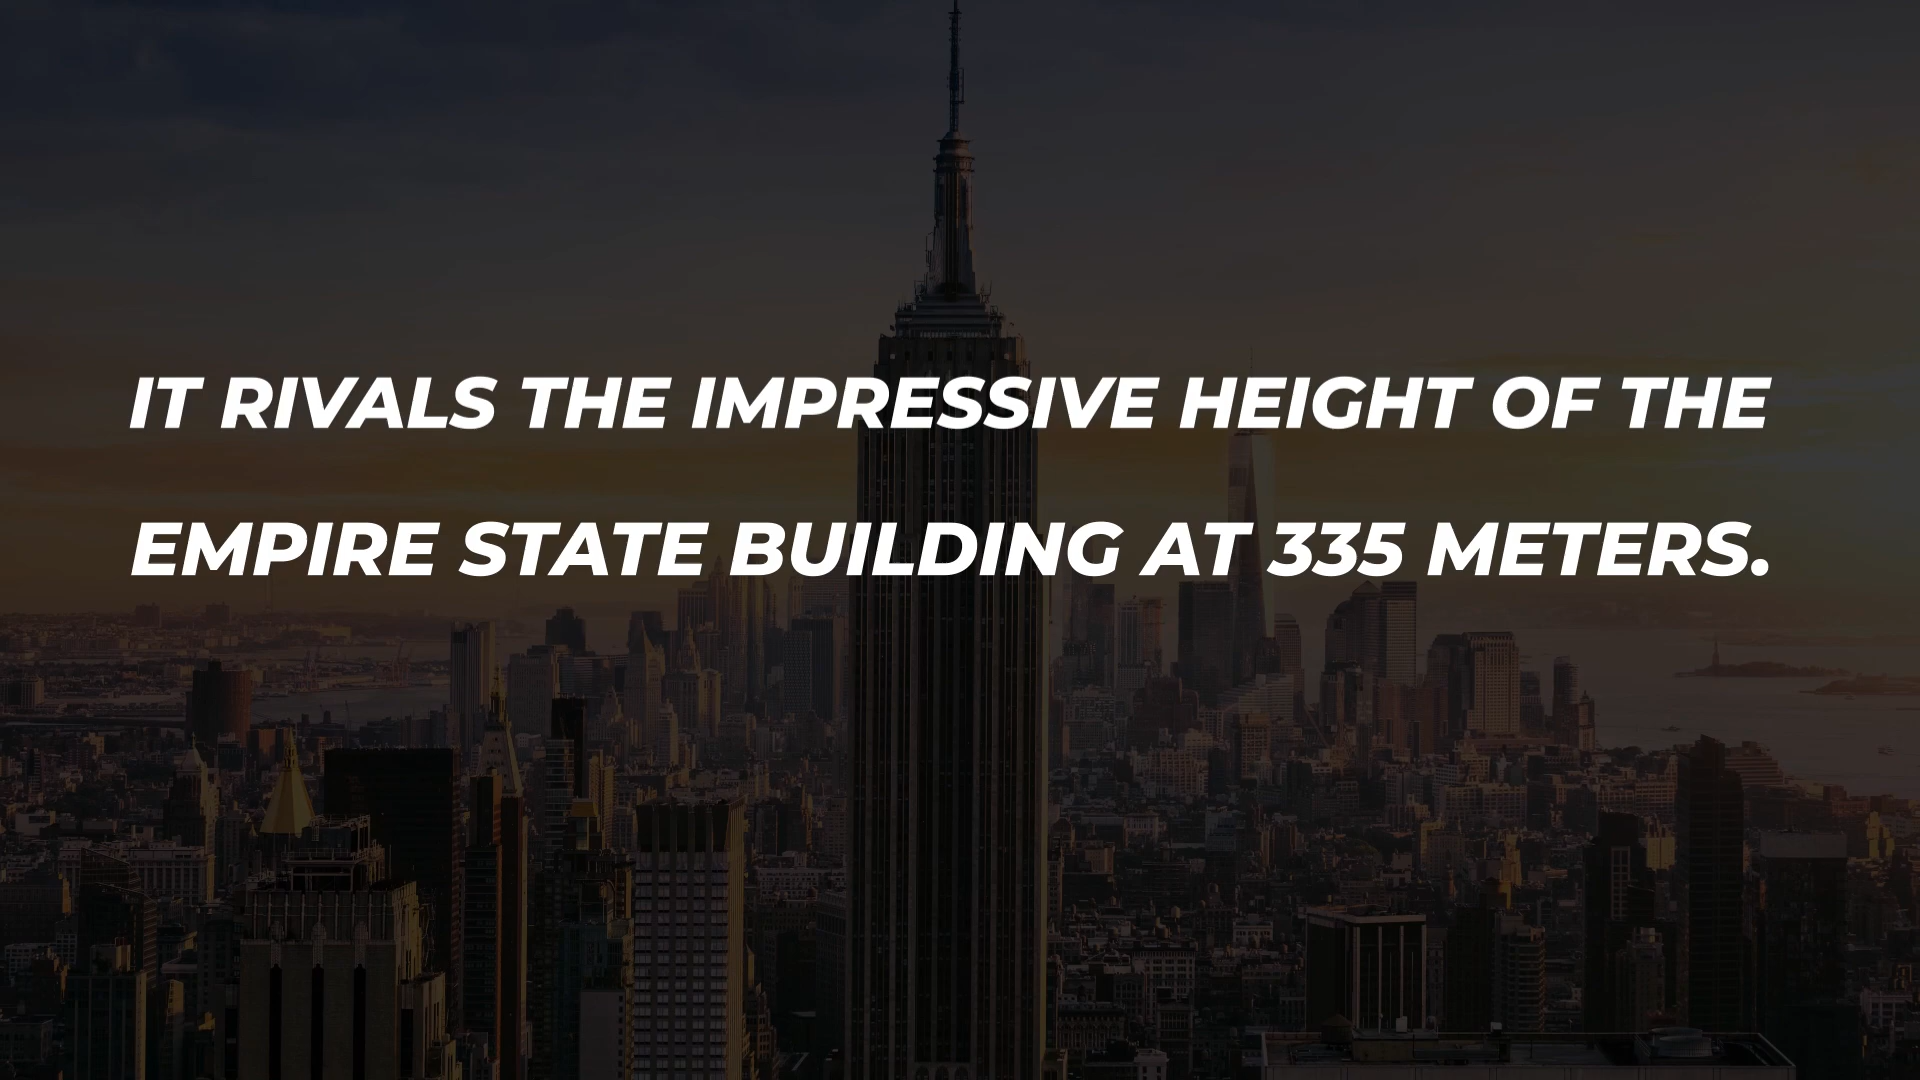 IT RIVALS THE IMPRESSIVE HEIGHT OF THE
EMPIRE STATE BUILDING AT 335 METERS.